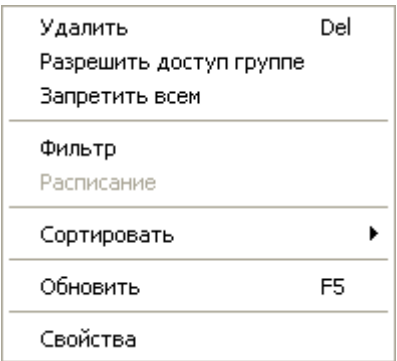 Удалить Del
Разрешить доступ группе
Запретить всем
Фильтр
Расписание
Сортировать
Обновить F5
Свойства